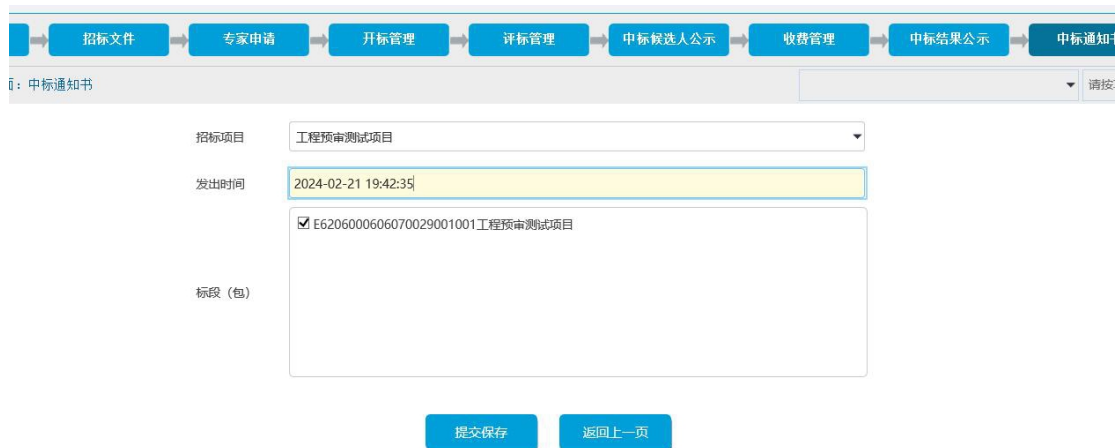 招标文件 专家申请 开标管理 评标管理 中标候选人公示 收费管理 中标结果公示 中标通知书
：中标通知书 请按
招标项目 工程预审测试项目
发出时间 2024-02-21 19:42:35
E6206000606070029001001工程预审测试项目
标段（包）
提交保存 返回上一页